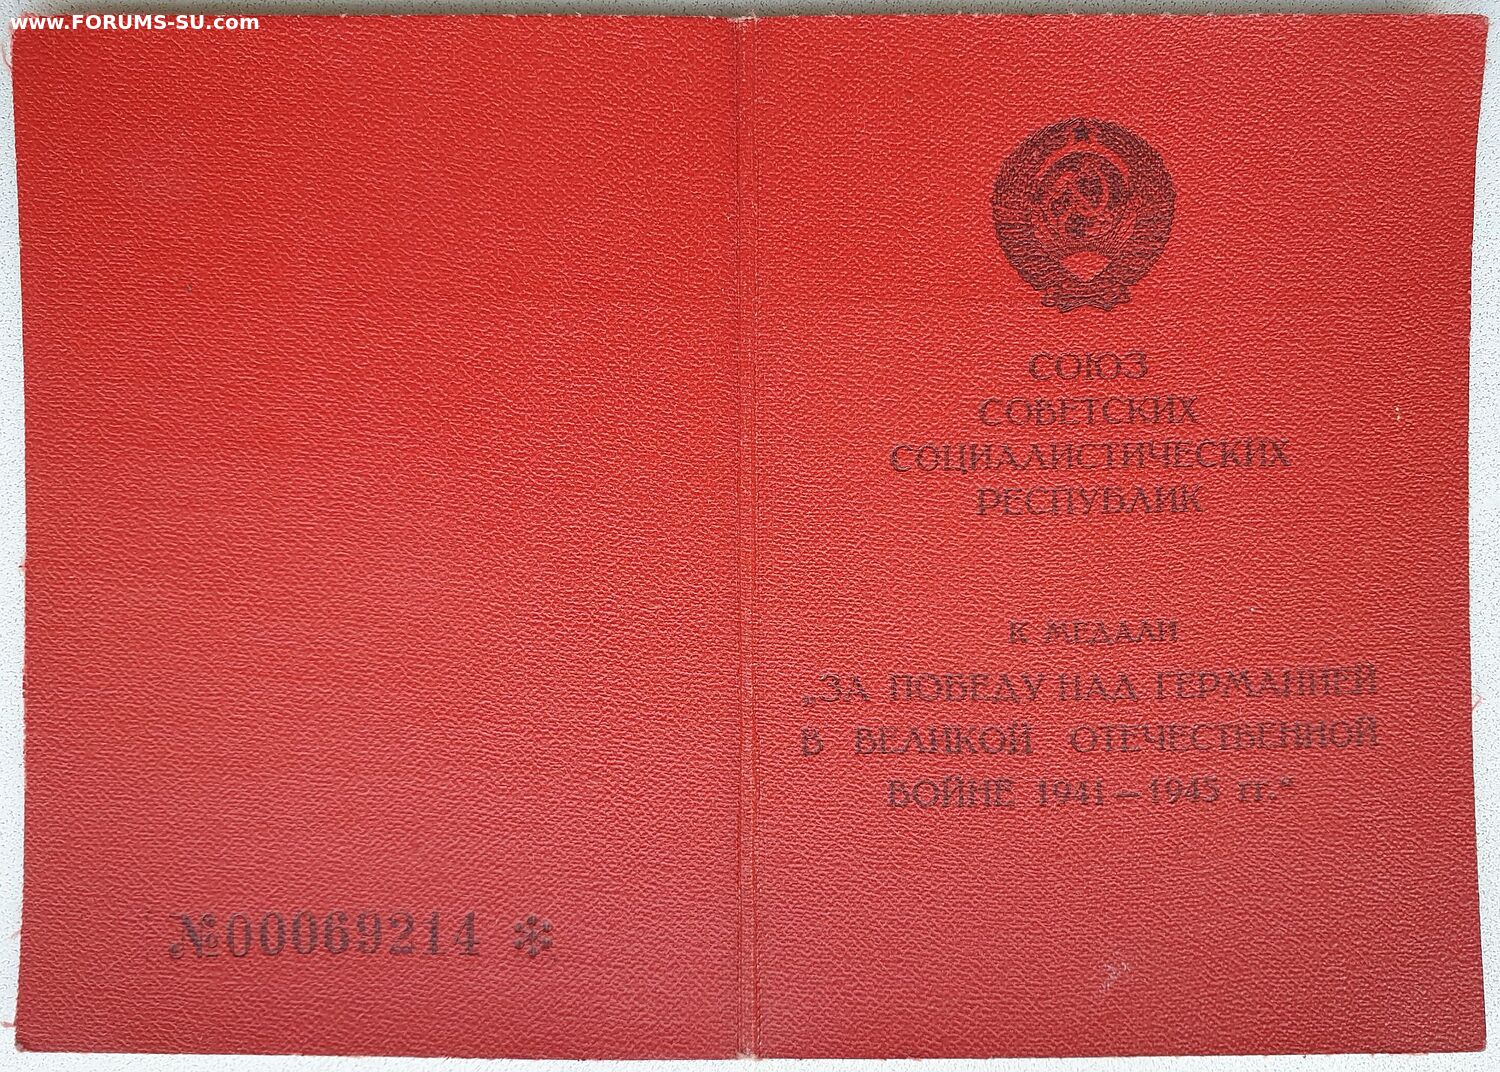 www.FORUMS-SU.com
СОЮЗ
СОВЕТСКИХ
СОЦИАЛИСТИЧЕСКИХ
РЕСПУБЛИК
К МЕДАЛИ
„ЗА ПОБЕДУ НАД ГЕРМАНИЕЙ
В ВЕЛИКОЙ ОТЕЧЕСТВЕННОЙ
ВОЙНЕ 1941—1945 гг.“
№00069214 *